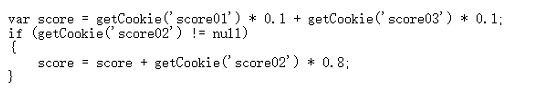 var score = getCookie('score01') * 0.1 + getCookie('score03') * 0.1;
if (getCookie('score02') != null)
{
    score = score + getCookie('score02') * 0.8;
}